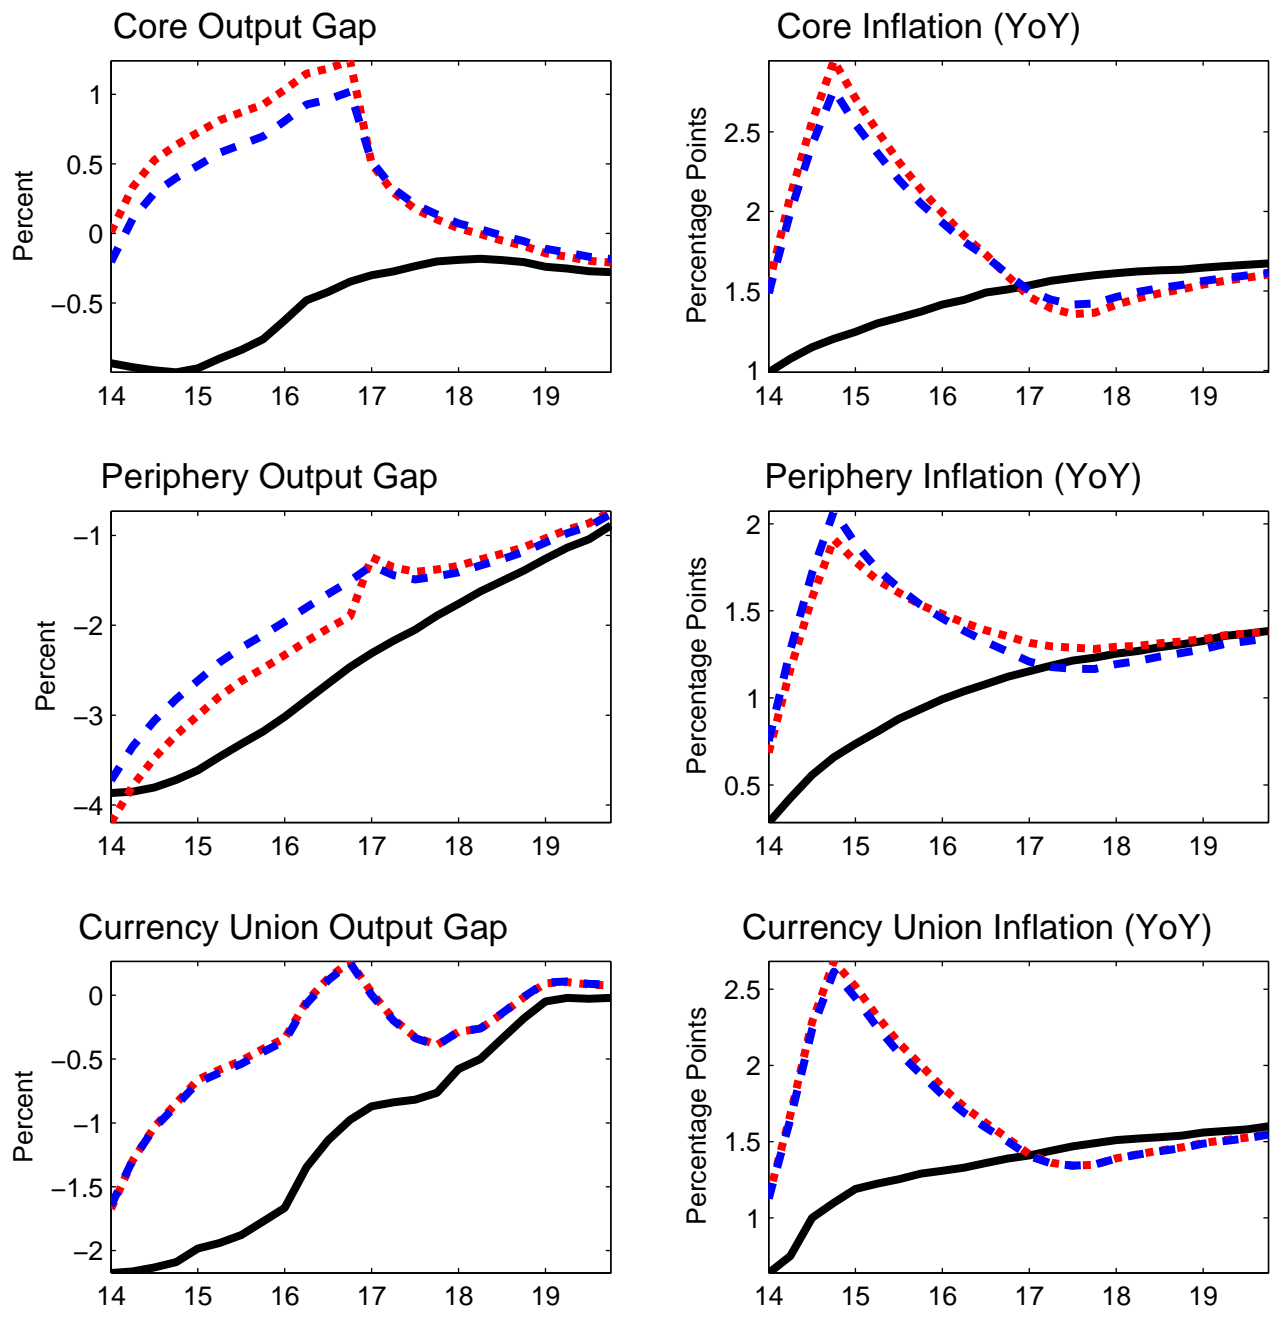 Core Output Gap
Percent
1
0.5
0
−0.5
14 15 16 17 18 19
Core Inflation (YoY)
Percentage Points
2.5
2
1.5
1
14 15 16 17 18 19
Periphery Output Gap
Percent
−1
−2
−3
−4
14 15 16 17 18 19
Periphery Inflation (YoY)
Percentage Points
2
1.5
1
0.5
14 15 16 17 18 19
Currency Union Output Gap
Percent
0
−0.5
−1
−1.5
−2
14 15 16 17 18 19
Currency Union Inflation (YoY)
Percentage Points
2.5
2
1.5
1
14 15 16 17 18 19